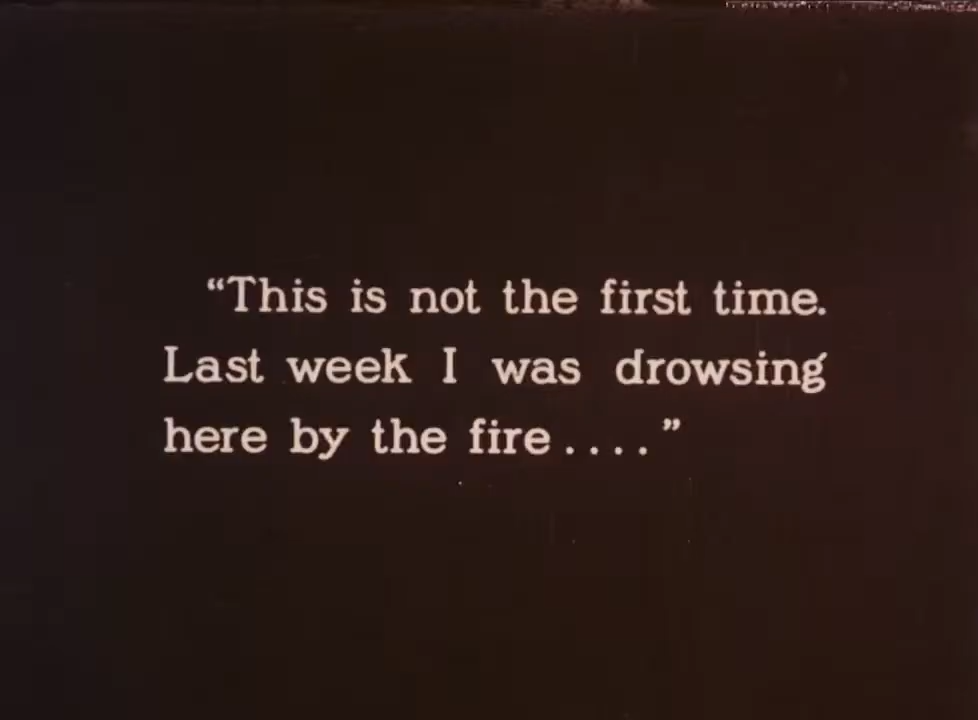 “This is not the first time.
Last week I was drowsing
here by the fire....”